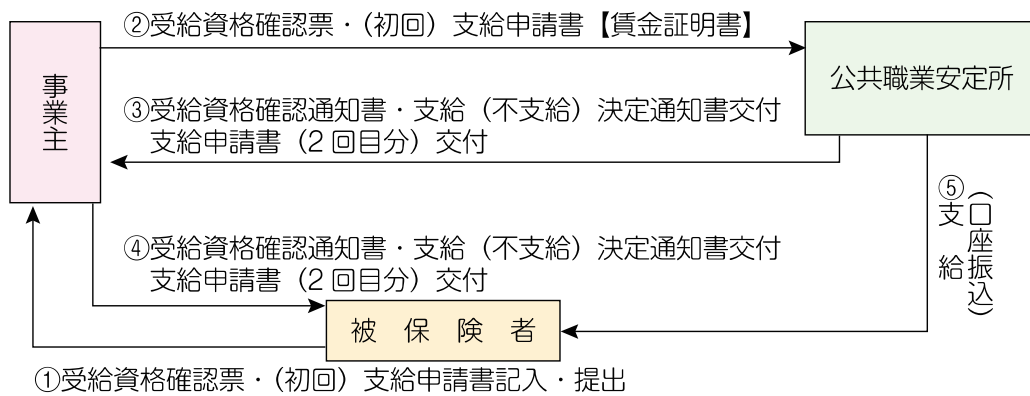 ②受給資格確認票・(初回) 支給申請書【賃金証明書】
事業主
公共職業安定所
③受給資格確認通知書・支給（不支給）決定通知書交付
支給申請書（2回目分）交付
⑤支　給
(口座振込)
④受給資格確認通知書・支給（不支給）決定通知書交付
支給申請書（2回目分）交付
被　保　険　者
①受給資格確認票・(初回) 支給申請書記入・提出